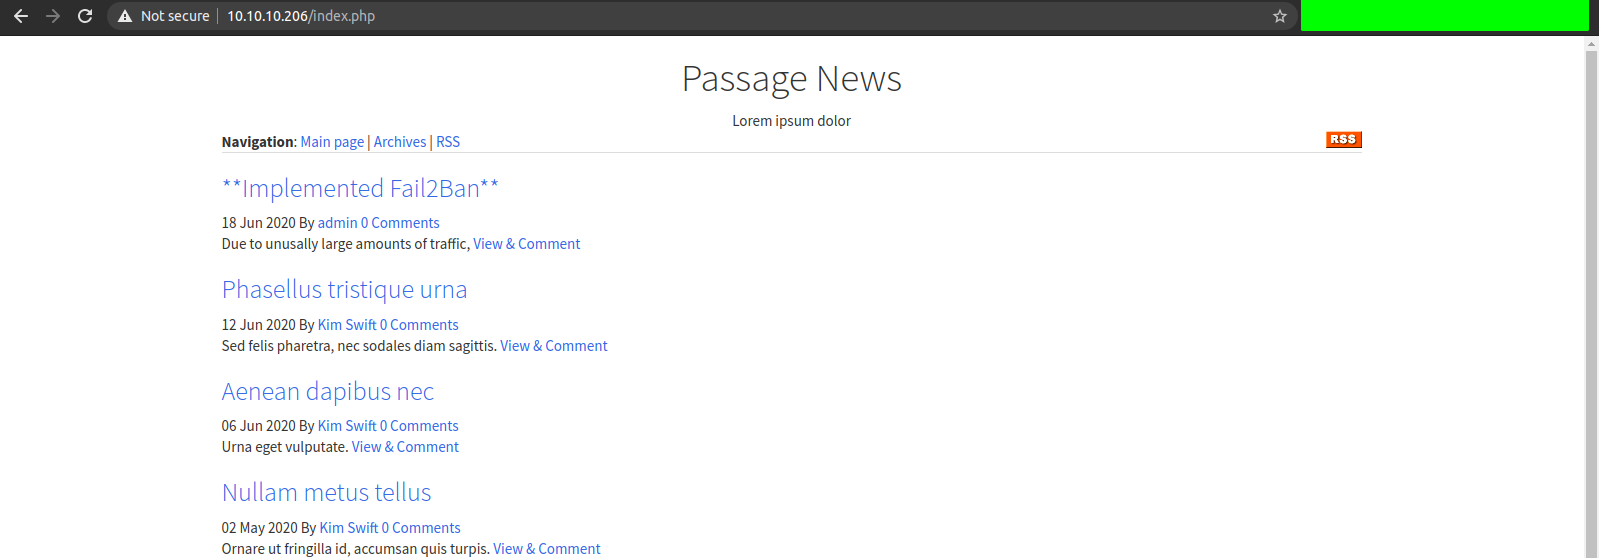 Not secure | 10.10.10.206/index.php
Passage News
Lorem ipsum dolor
Navigation: Main page | Archives | RSS
RSS
**Implemented Fail2Ban**
18 Jun 2020 By admin 0 Comments
Due to unusally large amounts of traffic, View & Comment
Phasellus tristique urna
12 Jun 2020 By Kim Swift 0 Comments
Sed felis pharetra, nec sodales diam sagittis. View & Comment
Aenean dapibus nec
06 Jun 2020 By Kim Swift 0 Comments
Urna eget vulputate. View & Comment
Nullam metus tellus
02 May 2020 By Kim Swift 0 Comments
Ornare ut fringilla id, accumsan quis turpis. View & Comment